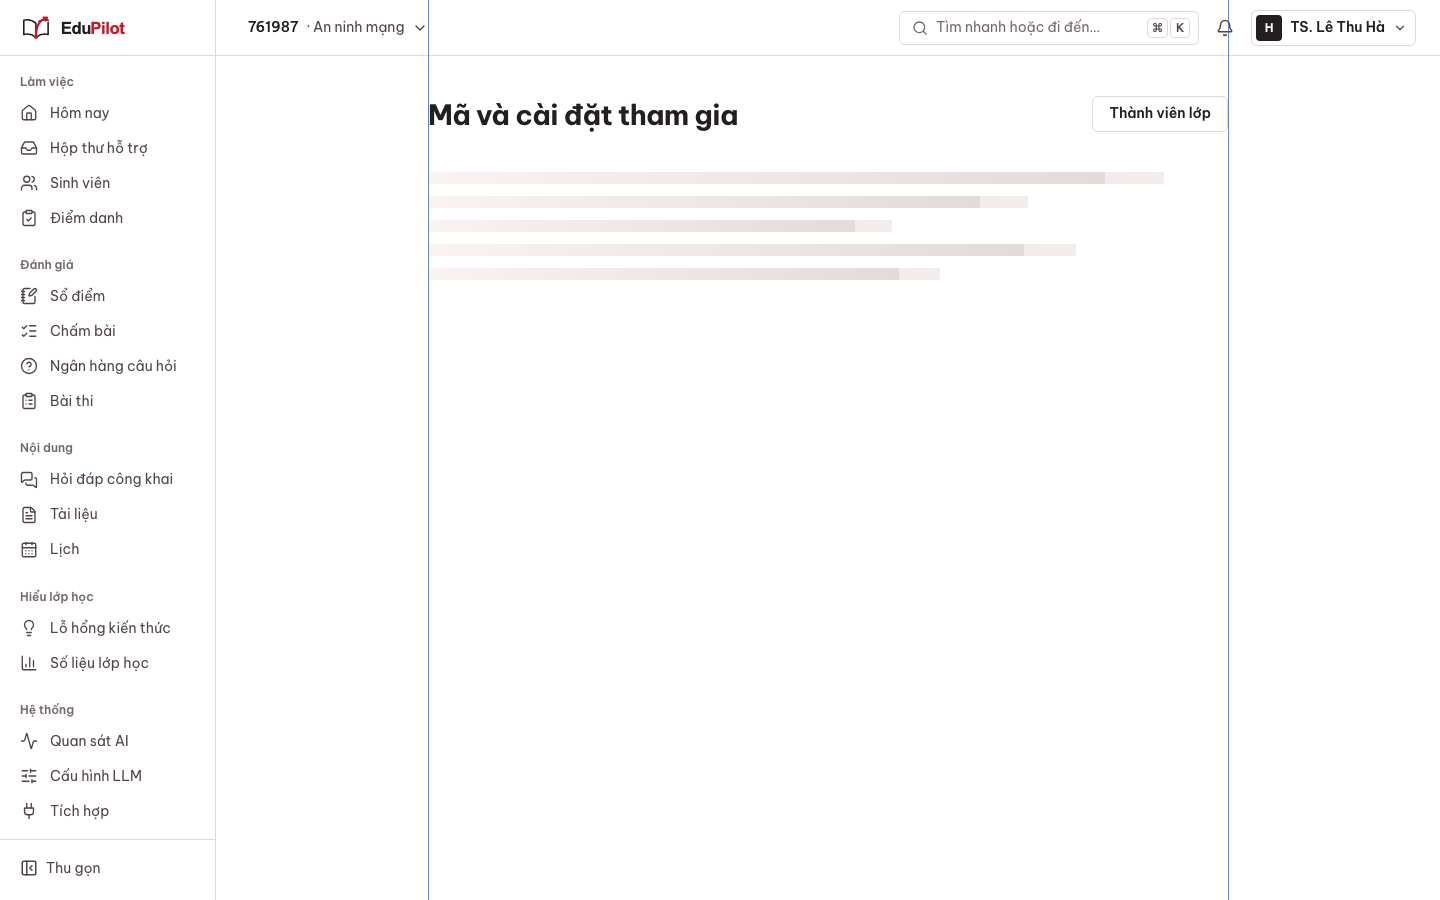 EduPilot
761987 · An ninh mạng
Tìm nhanh hoặc đi đến...
⌘ K
H
TS. Lê Thu Hà
Làm việc
Hôm nay
Hộp thư hỗ trợ
Sinh viên
Điểm danh
Đánh giá
Sổ điểm
Chấm bài
Ngân hàng câu hỏi
Bài thi
Nội dung
Hỏi đáp công khai
Tài liệu
Lịch
Hiểu lớp học
Lỗ hổng kiến thức
Số liệu lớp học
Hệ thống
Quan sát AI
Cấu hình LLM
Tích hợp
Thu gọn
Mã và cài đặt tham gia
Thành viên lớp